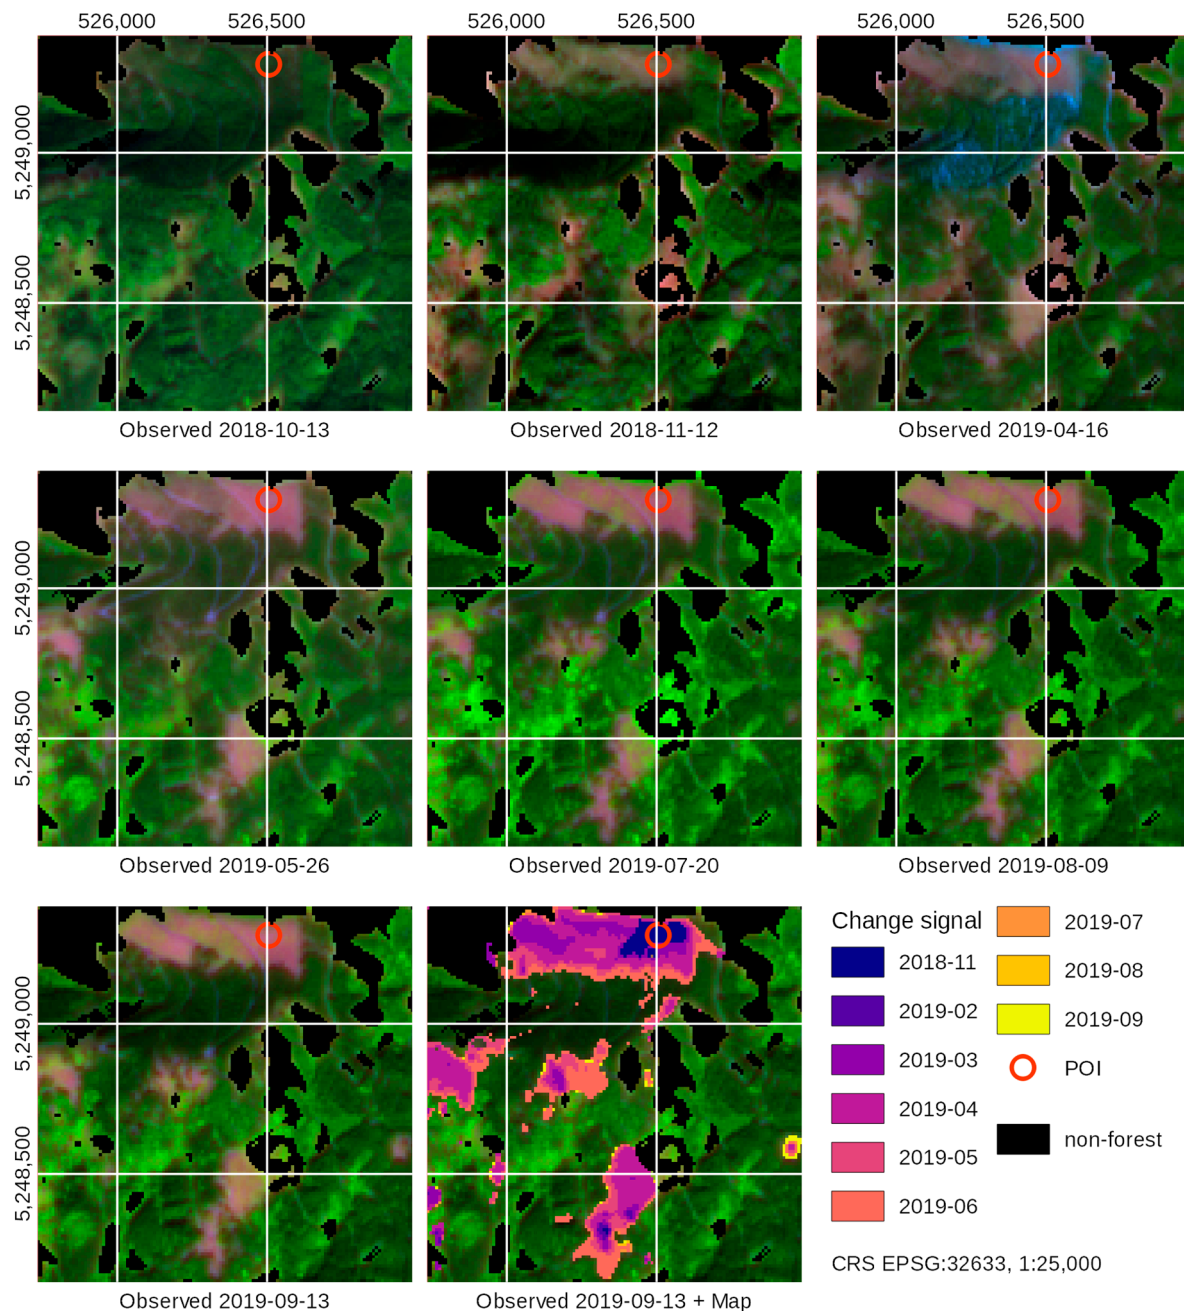 526,000 526,500 526,000 526,500 526,000 526,500
5,249,000
5,248,500
Observed 2018-10-13 Observed 2018-11-12 Observed 2019-04-16
5,249,000
5,248,500
Observed 2019-05-26 Observed 2019-07-20 Observed 2019-08-09
5,249,000
5,248,500
Observed 2019-09-13 Observed 2019-09-13 + Map
Change signal
2018-11
2019-02
2019-03
2019-04
2019-05
2019-06
2019-07
2019-08
2019-09
POI
non-forest
CRS EPSG:32633, 1:25,000